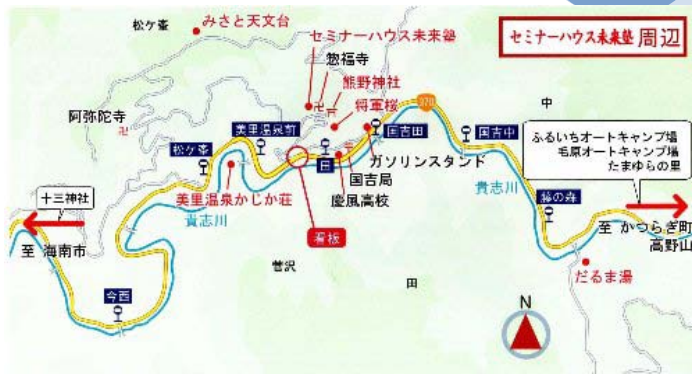 松ケ峯
みさと天文台
セミナーハウス未来塾 周辺
セミナーハウス未来塾
惣福寺
熊野神社
将軍桜
阿弥陀寺
卍
卍
370
中
美里温泉前
国吉田
国吉中
ふるいちオートキャンプ場
毛原オートキャンプ場
たまゆらの里
松ケ峯
田
ガソリンスタンド
国吉局
慶風高校
貴志川
藤の森
十三神社
美里温泉かじか荘
貴志川
看板
至 海南市
至 かつらぎ町
高野山
菅沢
田
だるま湯
今西
N